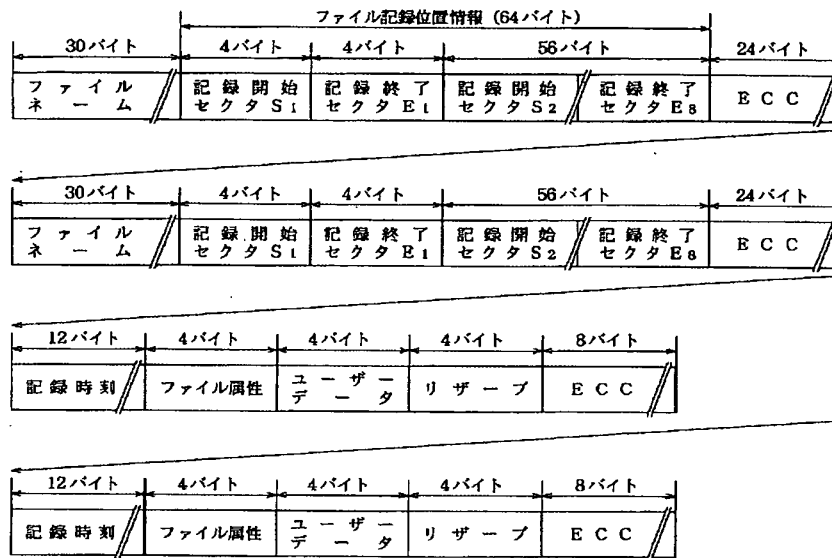 ファイル記録位置情報 (64バイト)
30バイト 4バイト 4バイト 56バイト 24バイト
ファイル 記録開始 記録終了 記録開始 記録終了 ECC
ネーム セクタS1 セクタE1 セクタS2 セクタE8
30バイト 4バイト 4バイト 56バイト 24バイト
ファイル 記録開始 記録終了 記録開始 記録終了 ECC
ネーム セクタS1 セクタE1 セクタS2 セクタE8
12バイト 4バイト 4バイト 4バイト 8バイト
記録時刻 ファイル属性 ユーザー リザーブ ECC
データ
12バイト 4バイト 4バイト 4バイト 8バイト
記録時刻 ファイル属性 ユーザー リザーブ ECC
データ